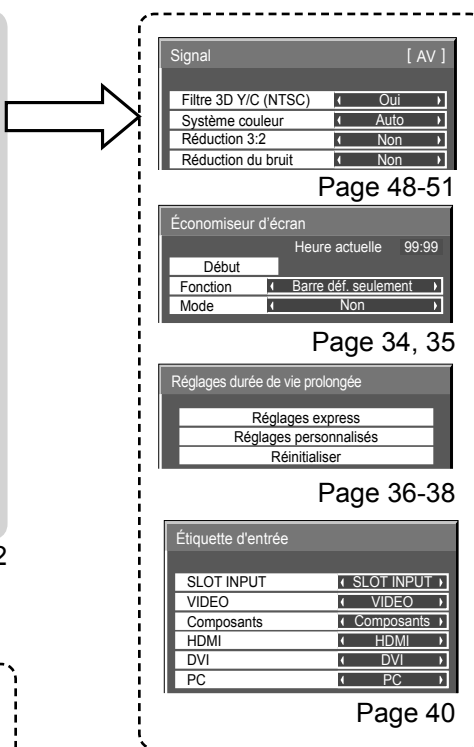 Signal [ AV ]
Filtre 3D Y/C (NTSC) Oui
Système couleur Auto
Réduction 3:2 Non
Réduction du bruit Non
Page 48-51
Économiseur d'écran
Heure actuelle 99:99
Début
Fonction Barre déf. seulement
Mode Non
Page 34, 35
Réglages durée de vie prolongée
Réglages express
Réglages personnalisés
Réinitialiser
Page 36-38
2
Étiquette d'entrée
SLOT INPUT SLOT INPUT
VIDEO VIDEO
Composants Composants
HDMI HDMI
DVI DVI
PC PC
Page 40